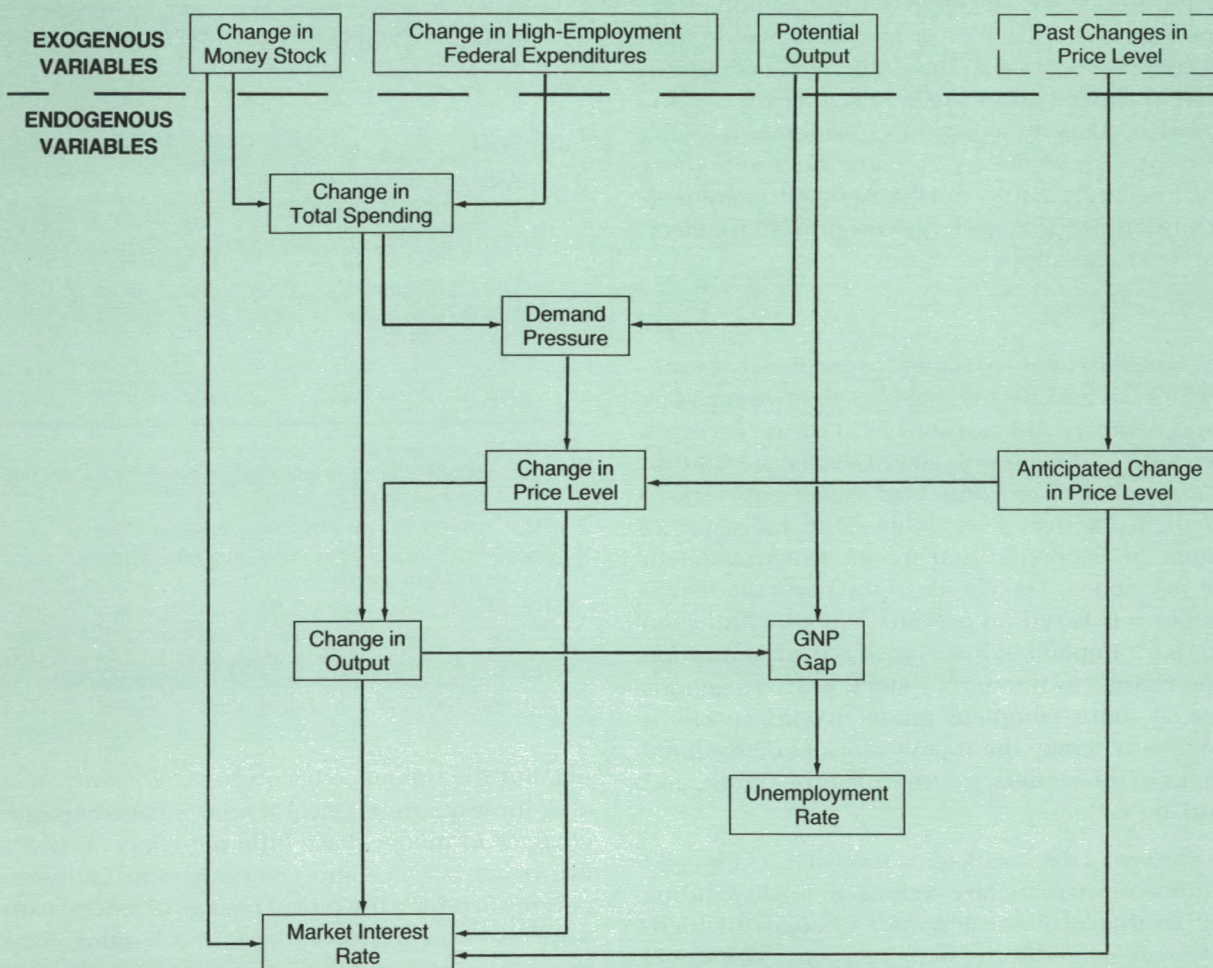 EXOGENOUS
VARIABLES
Change in
Money Stock
Change in High-Employment
Federal Expenditures
Potential
Output
Past Changes in
Price Level
ENDOGENOUS
VARIABLES
Change in
Total Spending
Demand
Pressure
Change in
Price Level
Anticipated Change
in Price Level
Change in
Output
GNP
Gap
Unemployment
Rate
Market Interest
Rate